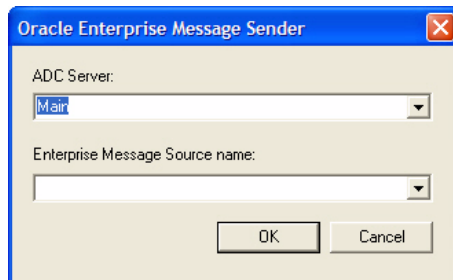 Oracle Enterprise Message Sender
ADC Server:
Main
Enterprise Message Source name:
OK Cancel